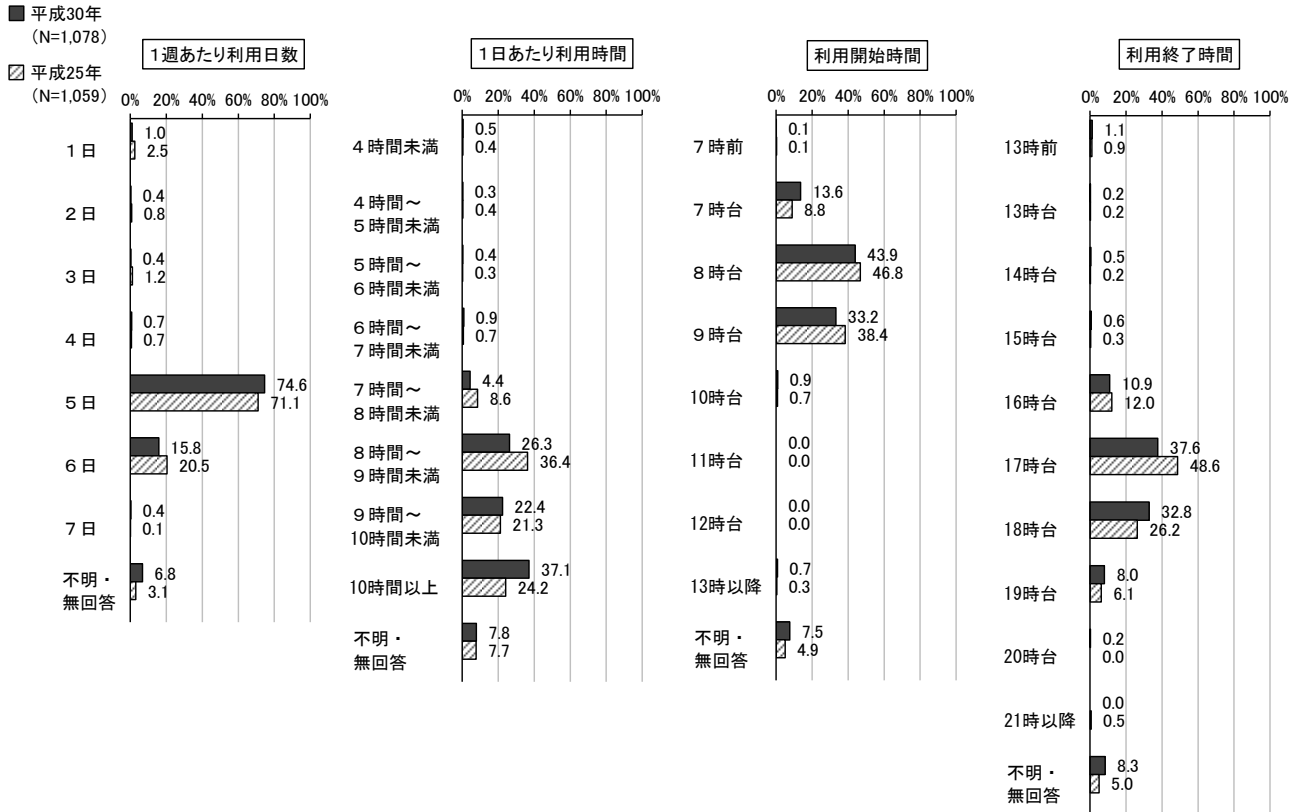 平成30年
（N=1,078）
平成25年
（N=1,059）
１週あたり利用日数
0% 20% 40% 60% 80% 100%
１日 1.0 2.5
２日 0.4 0.8
３日 0.4 1.2
４日 0.7 0.7
５日 74.6 71.1
６日 15.8 20.5
７日 0.4 0.1
不明・
無回答 6.8 3.1
１日あたり利用時間
0% 20% 40% 60% 80% 100%
４時間未満 0.5 0.4
４時間～
５時間未満 0.3 0.4
５時間～
６時間未満 0.4 0.3
６時間～
７時間未満 0.9 0.7
７時間～
８時間未満 4.4 8.6
８時間～
９時間未満 26.3 36.4
９時間～
10時間未満 22.4 21.3
10時間以上 37.1 24.2
不明・
無回答 7.8 7.7
利用開始時間
0% 20% 40% 60% 80% 100%
７時前 0.1 0.1
７時台 13.6 8.8
８時台 43.9 46.8
９時台 33.2 38.4
10時台 0.9 0.7
11時台 0.0 0.0
12時台 0.0 0.0
13時以降 0.7 0.3
不明・
無回答 7.5 4.9
利用終了時間
0% 20% 40% 60% 80% 100%
13時前 1.1 0.9
13時台 0.2 0.2
14時台 0.5 0.2
15時台 0.6 0.3
16時台 10.9 12.0
17時台 37.6 48.6
18時台 32.8 26.2
19時台 8.0 6.1
20時台 0.2 0.0
21時以降 0.0 0.5
不明・
無回答 8.3 5.0